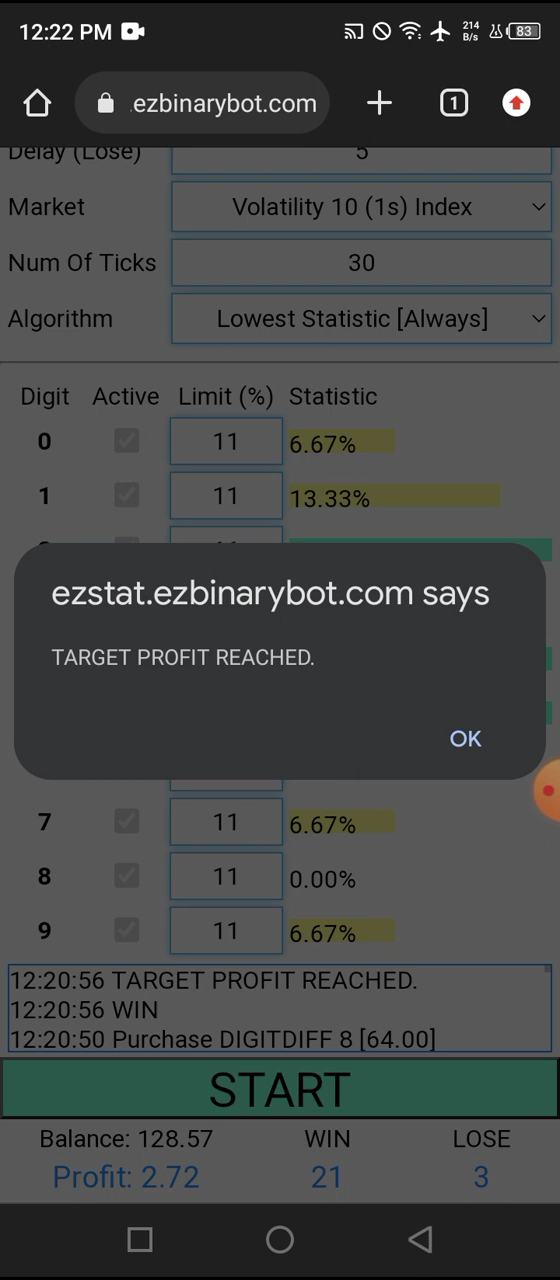 12:22 PM
214
B/s
83
.ezbinarybot.com
1
Delay (Lose) 5
Market Volatility 10 (1s) Index
Num Of Ticks 30
Algorithm Lowest Statistic [Always]
Digit Active Limit (%) Statistic
0 11 6.67%
1 11 13.33%
ezstat.ezbinarybot.com says
TARGET PROFIT REACHED.
OK
7 11 6.67%
8 11 0.00%
9 11 6.67%
12:20:56 TARGET PROFIT REACHED.
12:20:56 WIN
12:20:50 Purchase DIGITDIFF 8 [64.00]
START
Balance: 128.57 WIN LOSE
Profit: 2.72 21 3